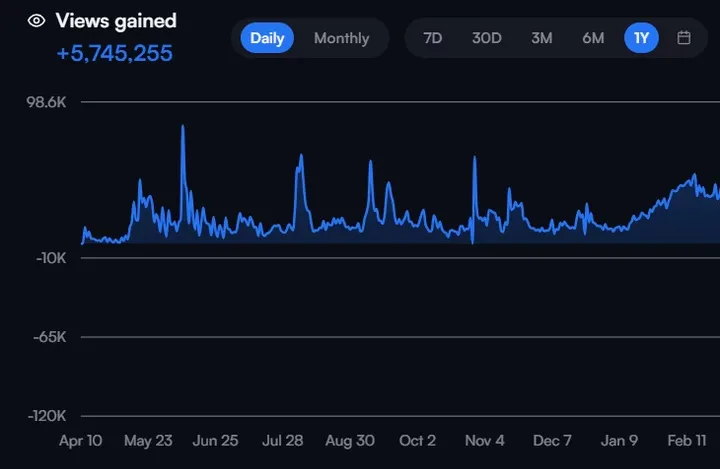 Views gained
+5,745,255
Daily Monthly
7D 30D 3M 6M 1Y
98.6K
-10K
-65K
-120K
Apr 10 May 23 Jun 25 Jul 28 Aug 30 Oct 2 Nov 4 Dec 7 Jan 9 Feb 11